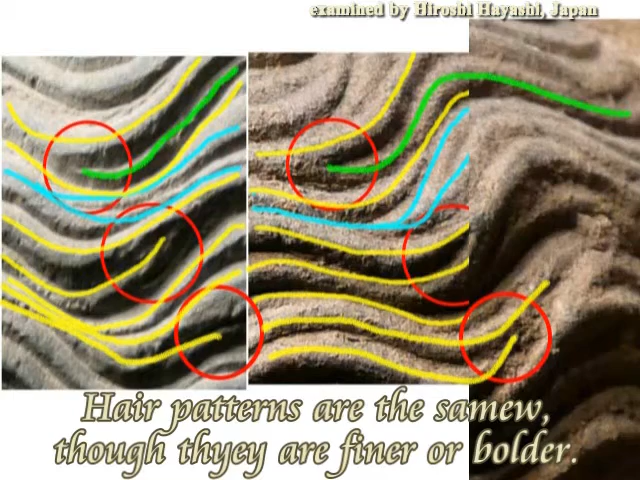 examined by Hiroshi Hayashi, Japan
Hair patterns are the samew,
though thyey are finer or bolder.